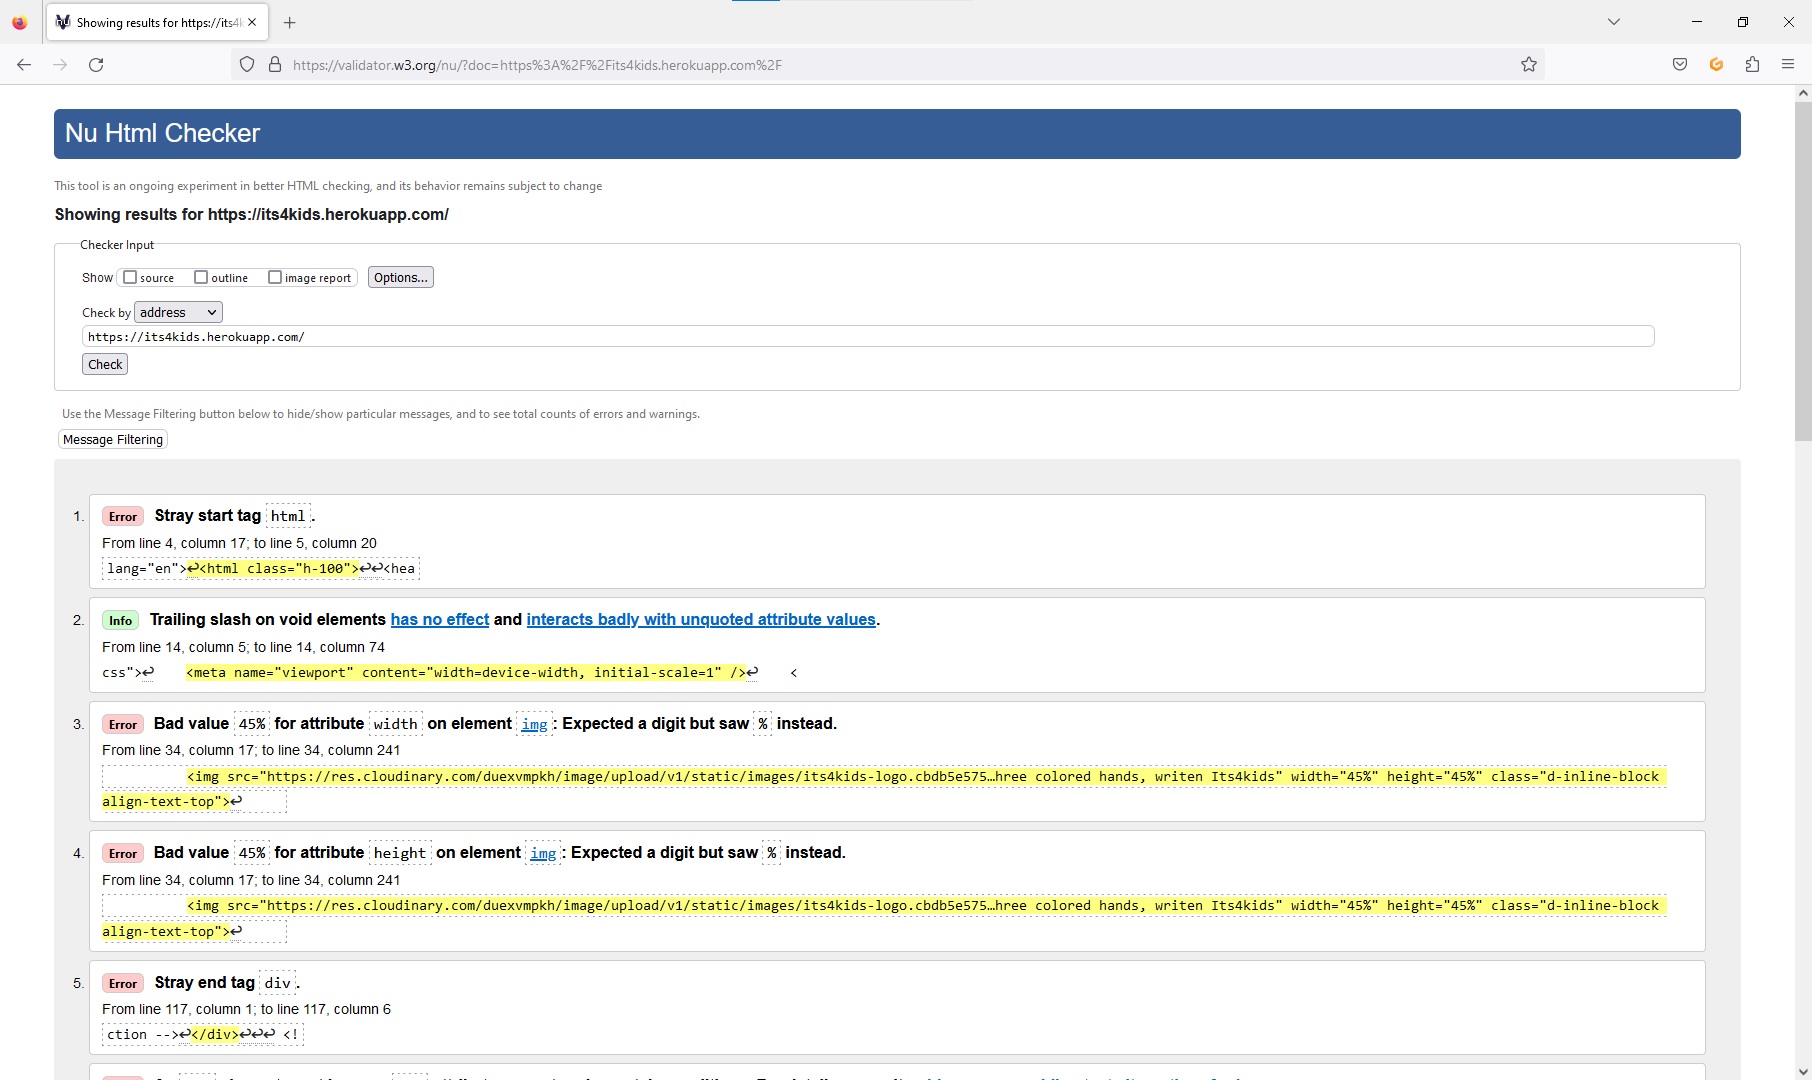 Showing results for https://its4k
https://validator.w3.org/nu/?doc=https%3A%2F%2Fits4kids.herokuapp.com%2F
Nu Html Checker
This tool is an ongoing experiment in better HTML checking, and its behavior remains subject to change
Showing results for https://its4kids.herokuapp.com/
Checker Input
Show source outline image report Options...
Check by address
https://its4kids.herokuapp.com/
Check
Use the Message Filtering button below to hide/show particular messages, and to see total counts of errors and warnings.
Message Filtering
1. Error Stray start tag html.
From line 4, column 17; to line 5, column 20
lang="en">↩<html class="h-100">↩↩<hea
2. Info Trailing slash on void elements has no effect and interacts badly with unquoted attribute values.
From line 14, column 5; to line 14, column 74
css">↩ <meta name="viewport" content="width=device-width, initial-scale=1" />↩ <
3. Error Bad value 45% for attribute width on element img: Expected a digit but saw % instead.
From line 34, column 17; to line 34, column 241
<img src="https://res.cloudinary.com/duexvmpkh/image/upload/v1/static/images/its4kids-logo.cbdb5e575…hree colored hands, writen Its4kids" width="45%" height="45%" class="d-inline-block
align-text-top">↩
4. Error Bad value 45% for attribute height on element img: Expected a digit but saw % instead.
From line 34, column 17; to line 34, column 241
<img src="https://res.cloudinary.com/duexvmpkh/image/upload/v1/static/images/its4kids-logo.cbdb5e575…hree colored hands, writen Its4kids" width="45%" height="45%" class="d-inline-block
align-text-top">↩
5. Error Stray end tag div.
From line 117, column 1; to line 117, column 6
ction -->↩</div>↩↩↩ <!